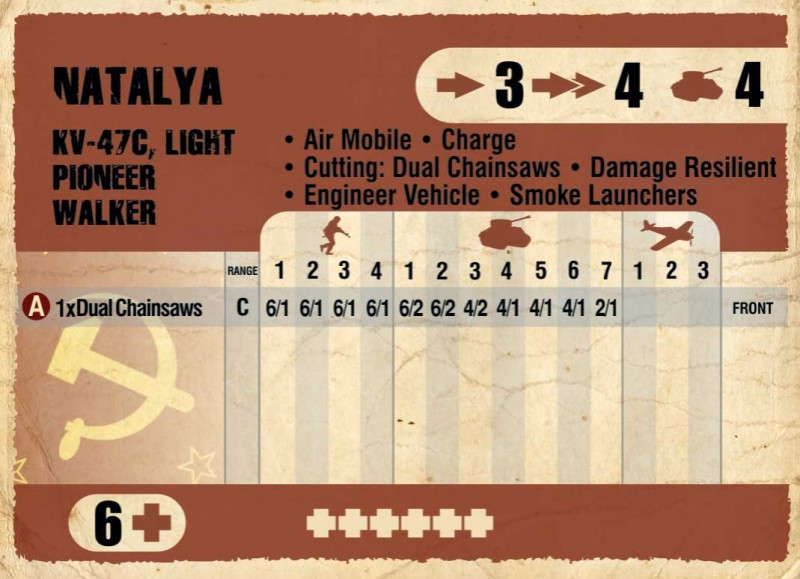 NATALYA
3 4 4
KV-47C, LIGHT
PIONEER
WALKER
• Air Mobile • Charge
• Cutting: Dual Chainsaws • Damage Resilient
• Engineer Vehicle • Smoke Launchers
RANGE 1 2 3 4 1 2 3 4 5 6 7 1 2 3
A 1xDual Chainsaws C 6/1 6/1 6/1 6/1 6/2 6/2 4/2 4/1 4/1 4/1 2/1 FRONT
6